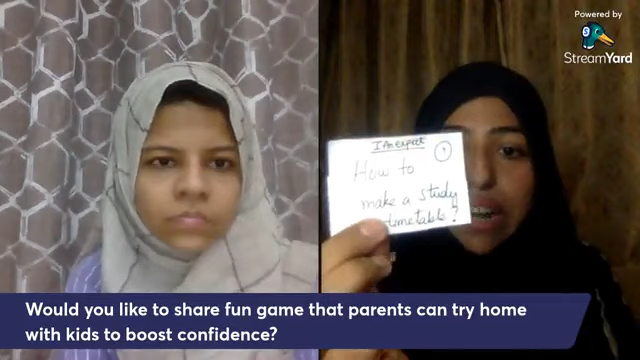 Powered by
StreamYard
I An expert
1
How to
make a study
timetable?
Would you like to share fun game that parents can try home
with kids to boost confidence?